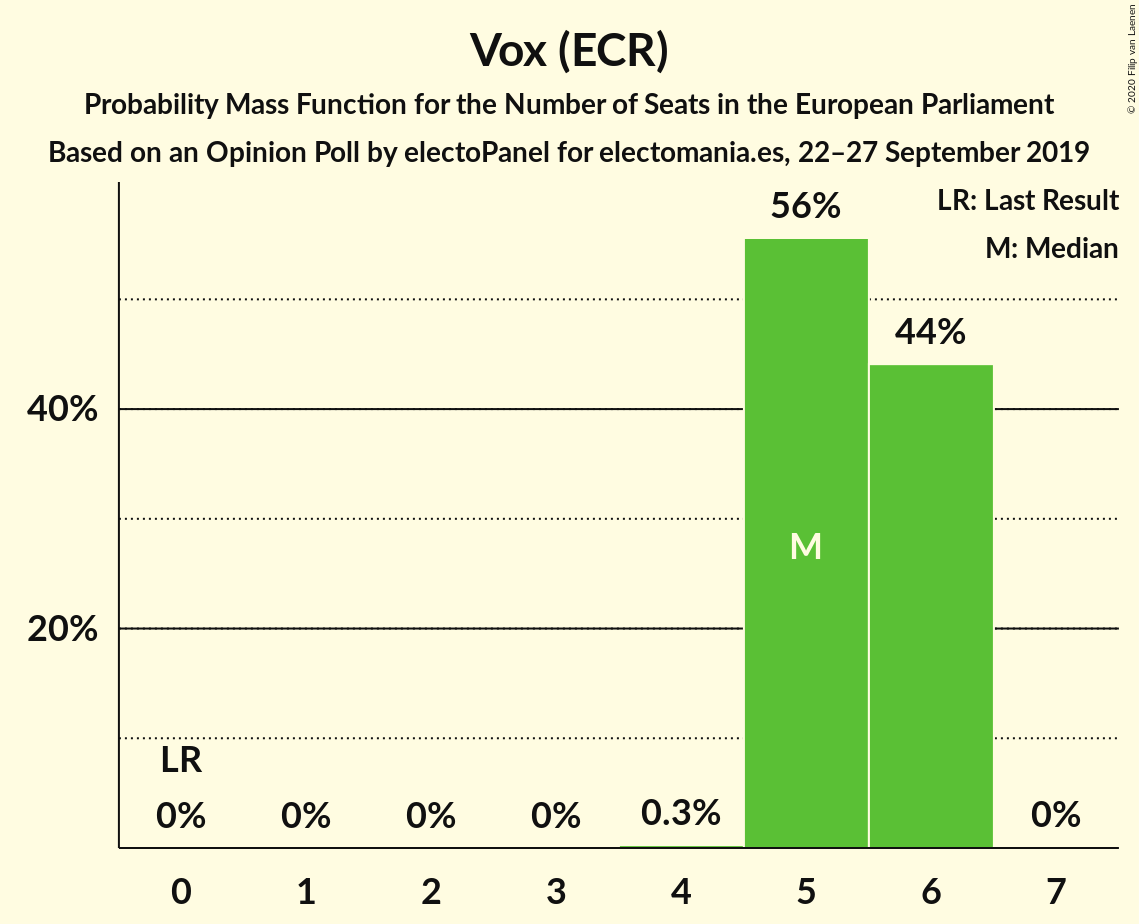 Vox (ECR)
Probability Mass Function for the Number of Seats in the European Parliament
Based on an Opinion Poll by electoPanel for electomania.es, 22–27 September 2019
© 2020 Filip van Laenen
LR: Last Result
M: Median
56%
44%
40%
M
20%
LR
0%
0%
0%
0%
0.3%
0%
0
1
2
3
4
5
6
7